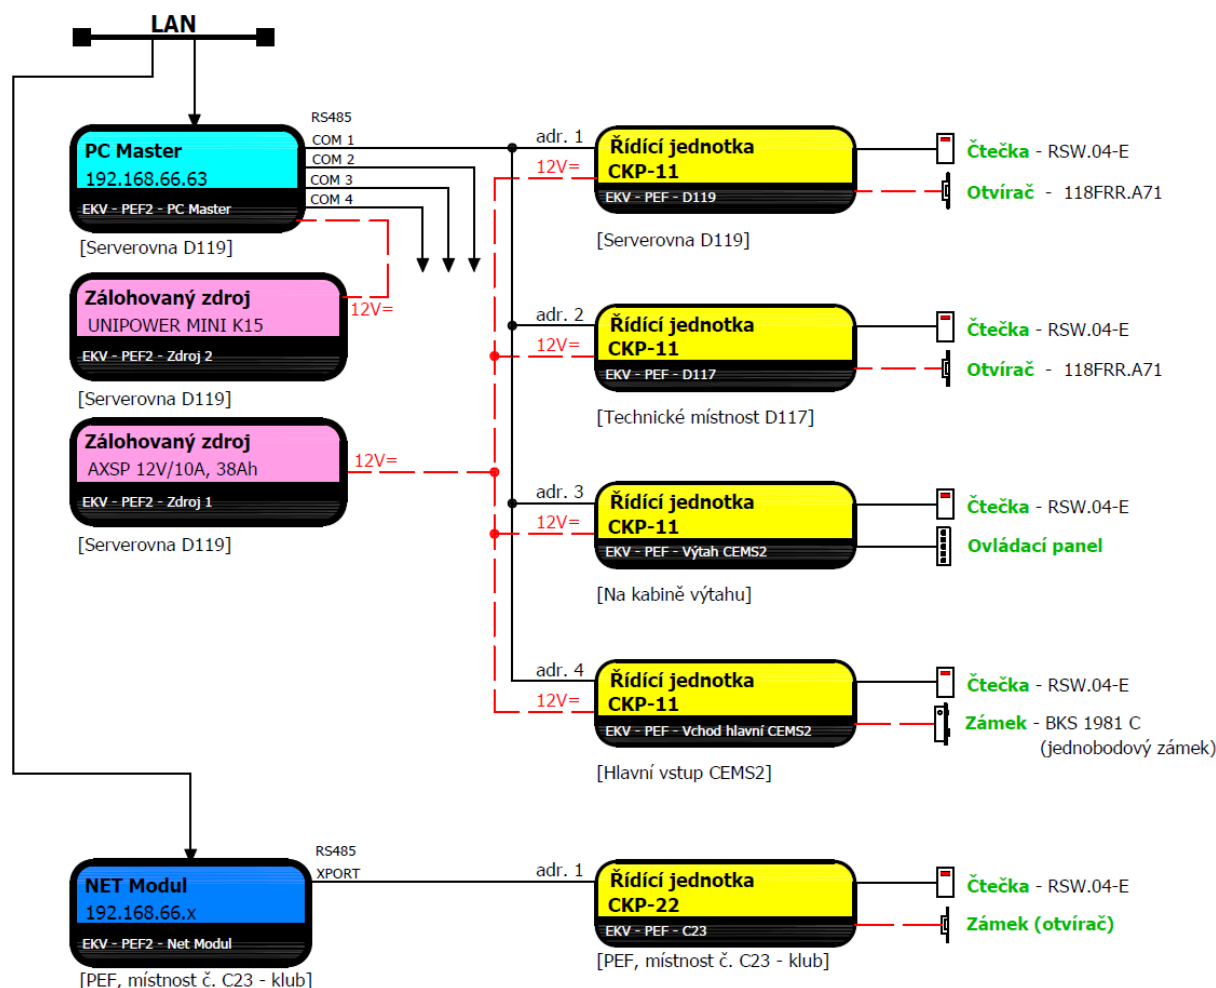 LAN
RS485
COM 1
COM 2
COM 3
COM 4
PC Master
192.168.66.63
EKV - PEF2 - PC Master
[Serverovna D119]
Zálohovaný zdroj
UNIPOWER MINI K15
EKV - PEF2 - Zdroj 2
12V=
[Serverovna D119]
Zálohovaný zdroj
AXSP 12V/10A, 38Ah
EKV - PEF2 - Zdroj 1
12V=
[Serverovna D119]
adr. 1
12V=
Řídící jednotka
CKP-11
EKV - PEF - D119
[Serverovna D119]
Čtečka - RSW.04-E
Otvírač - 118FRR.A71
adr. 2
12V=
Řídící jednotka
CKP-11
EKV - PEF - D117
[Technické místnost D117]
Čtečka - RSW.04-E
Otvírač - 118FRR.A71
adr. 3
12V=
Řídící jednotka
CKP-11
EKV - PEF - Výtah CEMS2
[Na kabině výtahu]
Čtečka - RSW.04-E
Ovládací panel
adr. 4
12V=
Řídící jednotka
CKP-11
EKV - PEF - Vchod hlavní CEMS2
[Hlavní vstup CEMS2]
Čtečka - RSW.04-E
Zámek - BKS 1981 C
(jednobodový zámek)
NET Modul
192.168.66.x
EKV - PEF2 - Net Modul
[PEF, místnost č. C23 - klub]
RS485
XPORT
adr. 1
Řídící jednotka
CKP-22
EKV - PEF - C23
[PEF, místnost č. C23 - klub]
Čtečka - RSW.04-E
Zámek (otvírač)